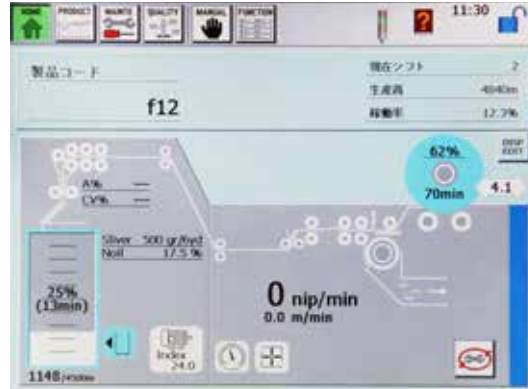 HOME PRODUCT MAINTE QUALITY MANUAL FUNCTION
11:30
製品コード
f12
現在シフト 2
生産高 4040m
稼働率 12.3%
DISP EDIT
62%
70min
4.1
A% —
CV% —
Sliver 500 gr/6yd
Noil 17.5 %
25%
(13min)
0 nip/min
0.0 m/min
Index
24.0
1148